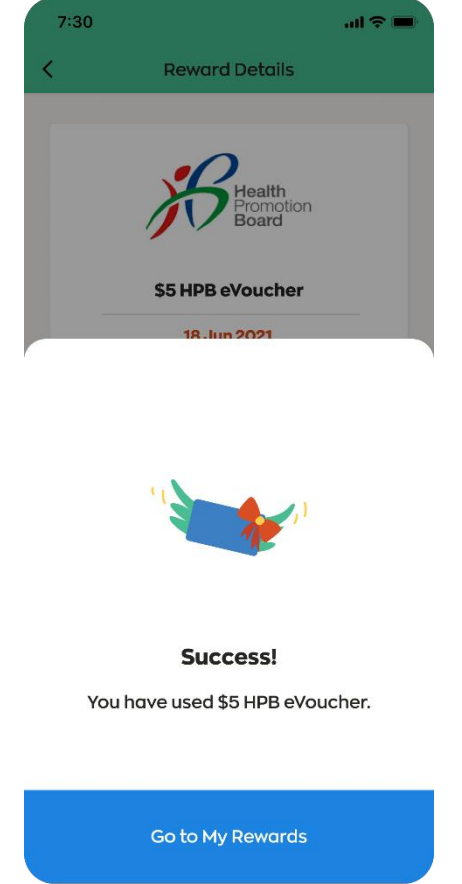 7:30
Reward Details
Health
Promotion
Board
$5 HPB eVoucher
18 Jun 2021
Success!
You have used $5 HPB eVoucher.
Go to My Rewards